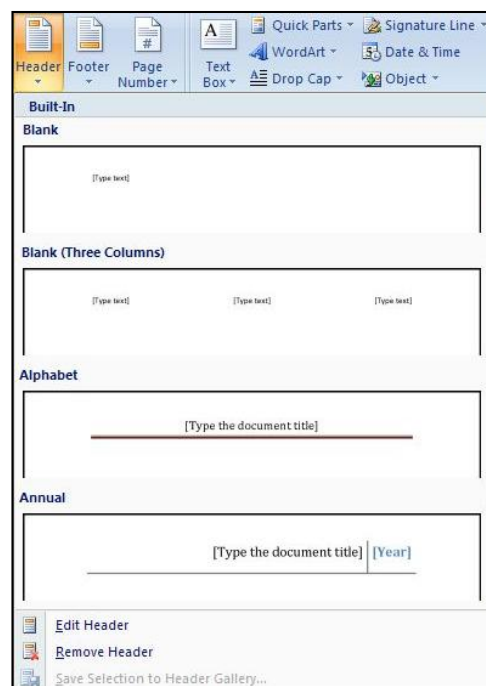 Header Footer Page Number
A
Text Box
Quick Parts
WordArt
Drop Cap
Signature Line
Date & Time
Object
Built-In
Blank
[Type text]
Blank (Three Columns)
[Type text] [Type text] [Type text]
Alphabet
[Type the document title]
Annual
[Type the document title] [Year]
Edit Header
Remove Header
Save Selection to Header Gallery...